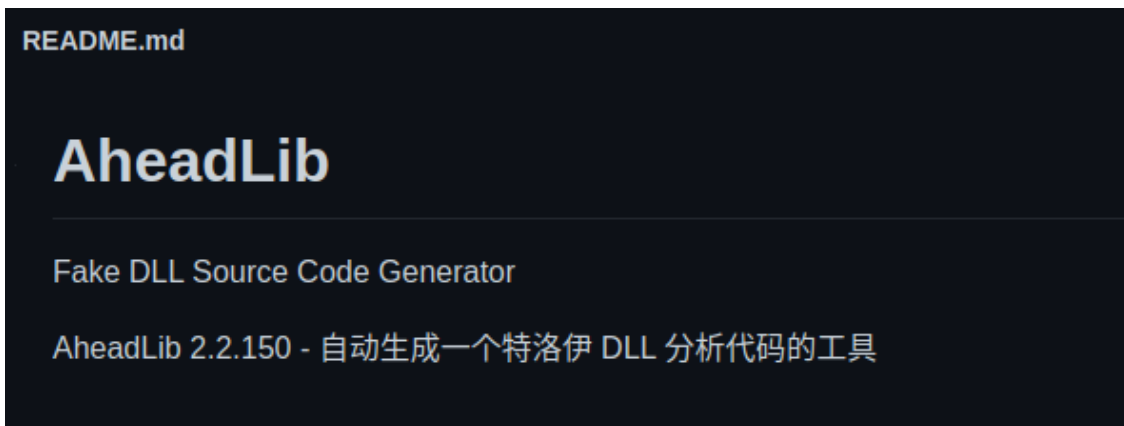 README.md
AheadLib
Fake DLL Source Code Generator
AheadLib 2.2.150 - 自动生成一个特洛伊 DLL 分析代码的工具